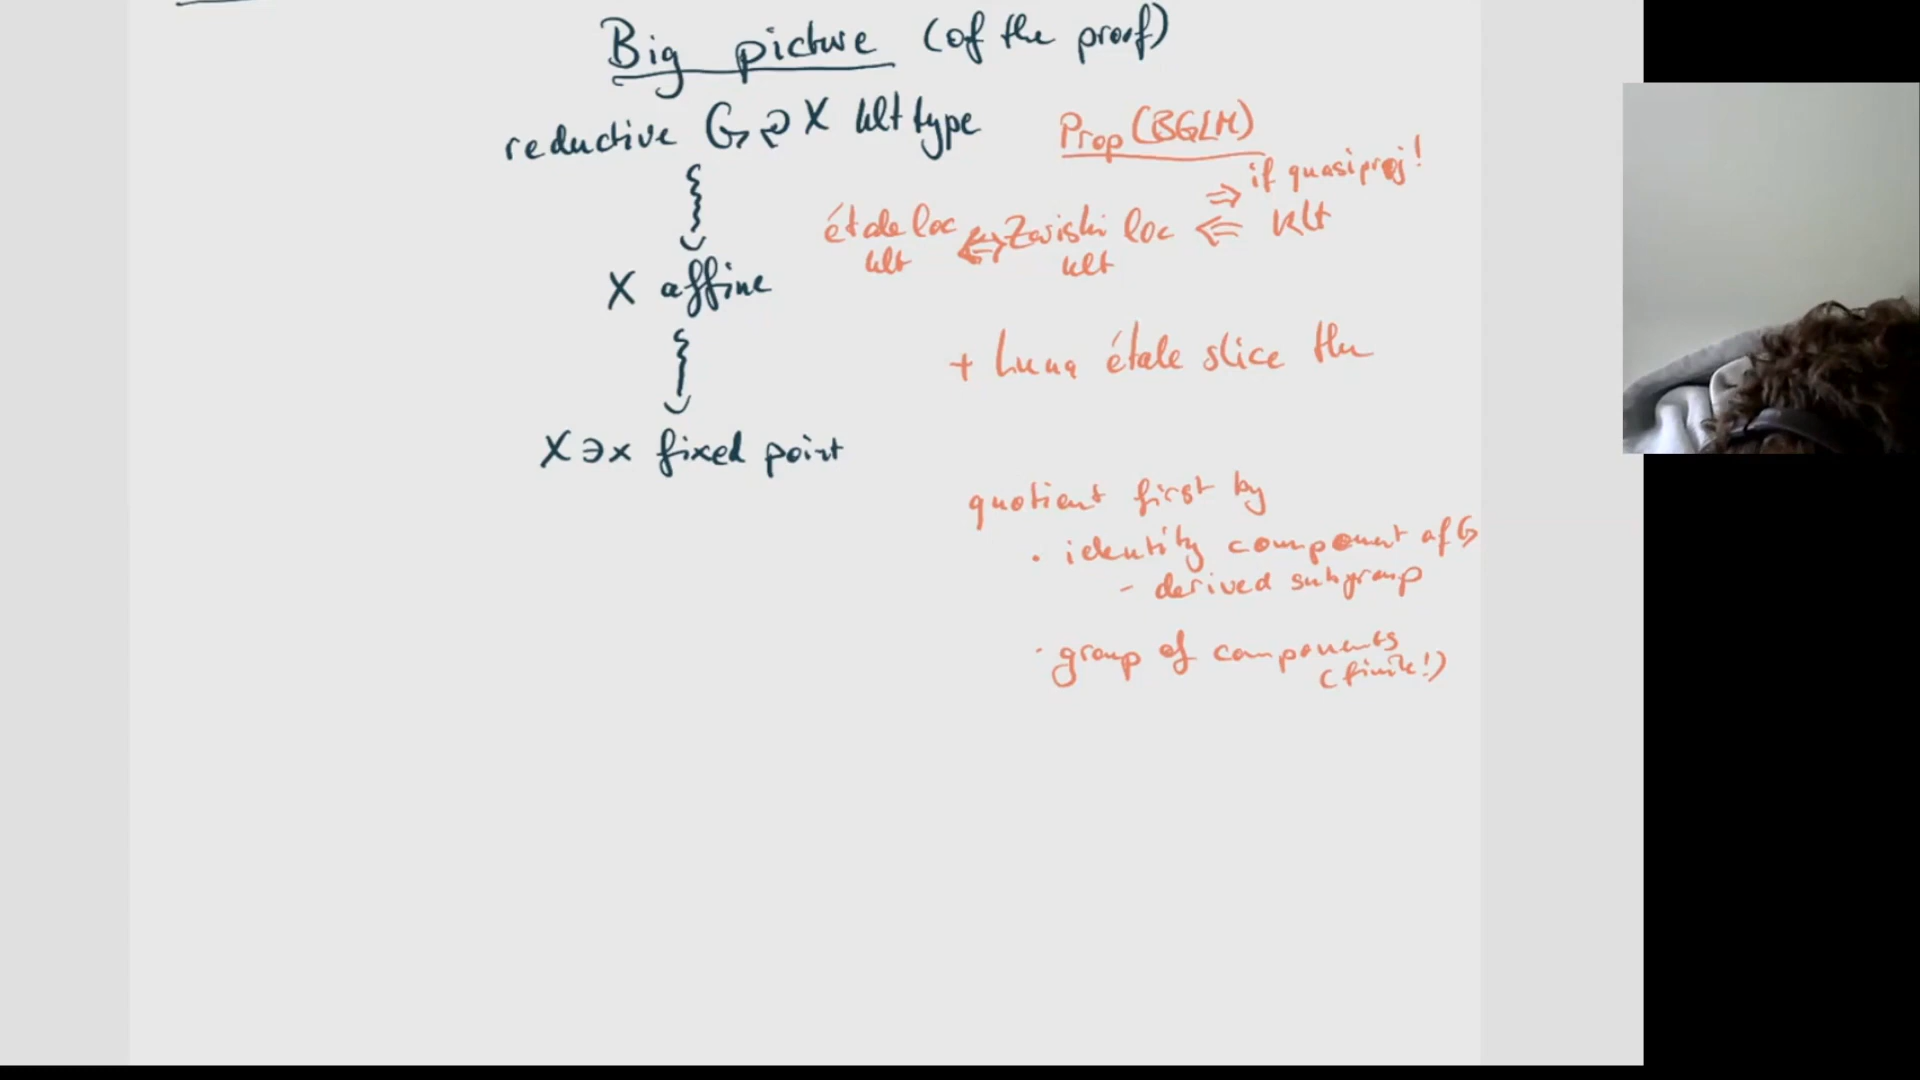 Big picture (of the proof)
reductive G ↻ X klt type
Prop (BGLM)
⇒ if quasiproj!
étale loc ⇔ Zariski loc ⇐ klt
klt klt
X affine
+ Luna étale slice thm
X ∋ x fixed point
quotient first by
· identity component of G
- derived subgroup
· group of components
(finite!)